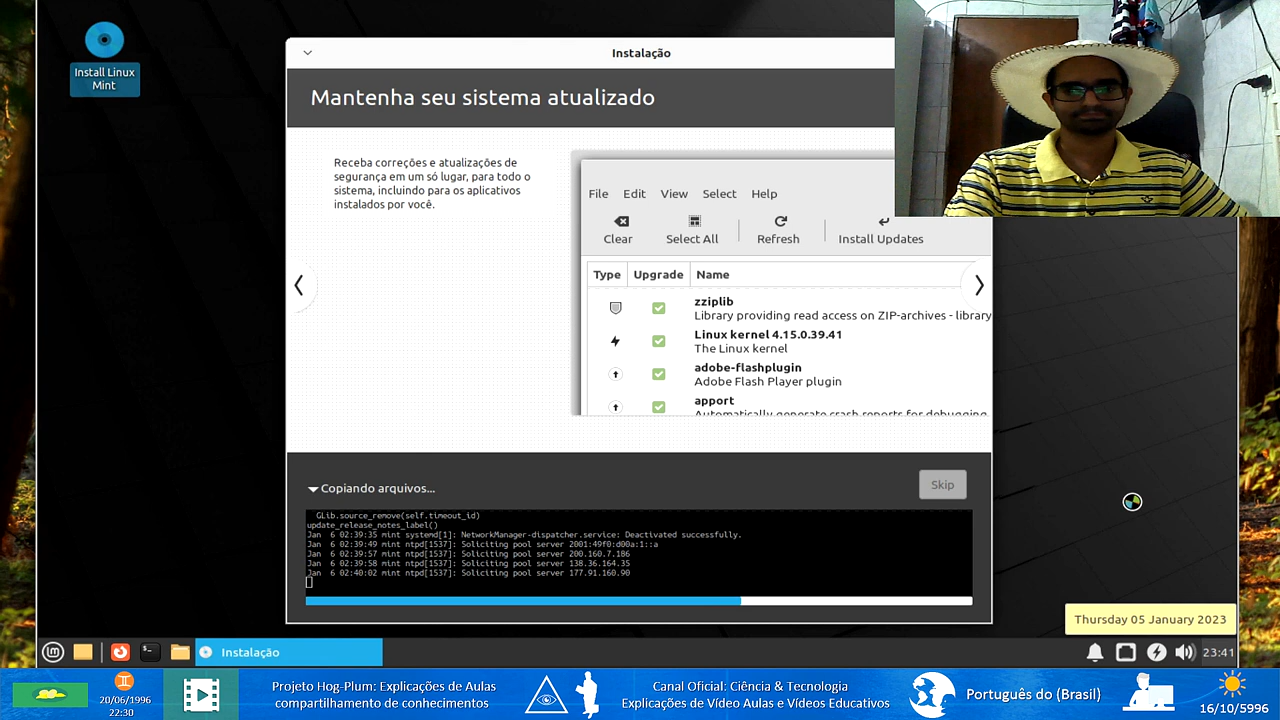 Install Linux
Mint
Instalação
Mantenha seu sistema atualizado
Receba correções e atualizações de
segurança em um só lugar, para todo o
sistema, incluindo para os aplicativos
instalados por você.
File Edit View Select Help
Clear Select All Refresh Install Updates
Type Upgrade Name
zziplib
Library providing read access on ZIP-archives - library
Linux kernel 4.15.0.39.41
The Linux kernel
adobe-flashplugin
Adobe Flash Player plugin
apport
Automatically generate crash reports for debugging
Copiando arquivos...
Skip
GLib.source_remove(self.timeout_id)
update_release_notes_label()
Jan  6 02:39:35 mint systemd[1]: NetworkManager-dispatcher.service: Deactivated successfully.
Jan  6 02:39:49 mint ntpd[1537]: Soliciting pool server 2001:49f0:d00a:1::a
Jan  6 02:39:57 mint ntpd[1537]: Soliciting pool server 200.160.7.186
Jan  6 02:39:58 mint ntpd[1537]: Soliciting pool server 138.36.164.35
Jan  6 02:40:02 mint ntpd[1537]: Soliciting pool server 177.91.160.90
Thursday 05 January 2023
Instalação
23:41
20/06/1996
22:30
Projeto Hog-Plum: Explicações de Aulas
compartilhamento de conhecimentos
Canal Oficial: Ciência & Tecnologia
Explicações de Vídeo Aulas e Vídeos Educativos
Português do (Brasil)
16/10/5996